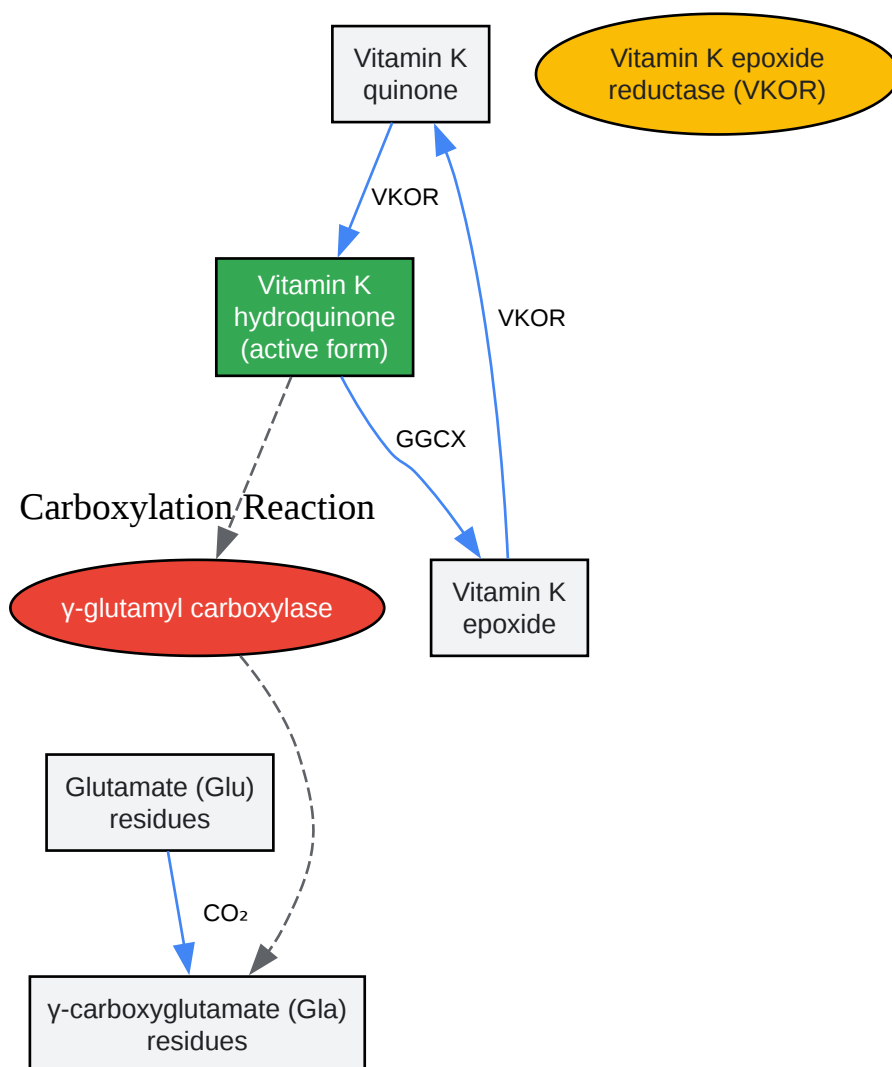 Vitamin K
quinone
Vitamin K epoxide
reductase (VKOR)
VKOR
Vitamin K
hydroquinone
(active form)
VKOR
GGCX
Carboxylation Reaction
γ-glutamyl carboxylase
Vitamin K
epoxide
Glutamate (Glu)
residues
CO₂
γ-carboxyglutamate (Gla)
residues